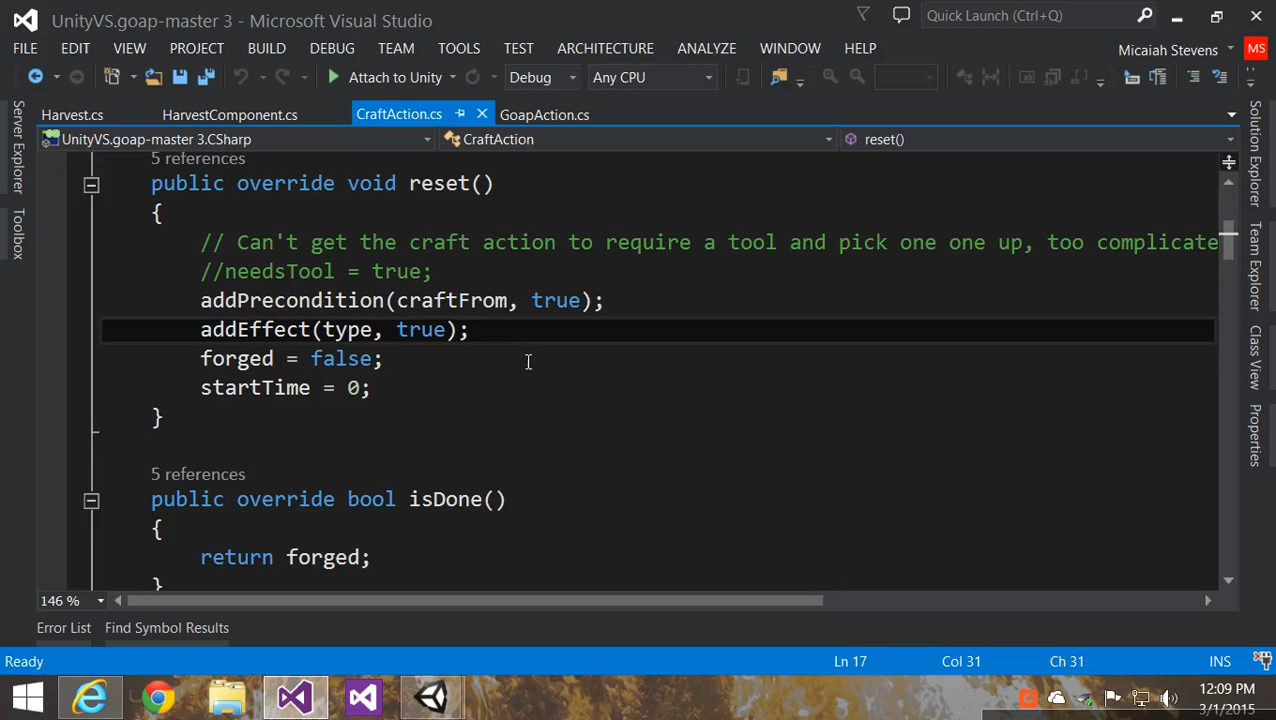 UnityVS.goap-master 3 - Microsoft Visual Studio
Quick Launch (Ctrl+Q)
FILE EDIT VIEW PROJECT BUILD DEBUG TEAM TOOLS TEST ARCHITECTURE ANALYZE WINDOW HELP
Micaiah Stevens MS
Attach to Unity Debug Any CPU
Harvest.cs HarvestComponent.cs CraftAction.cs GoapAction.cs
UnityVS.goap-master 3.CSharp CraftAction reset()
Server Explorer
Toolbox
5 references
public override void reset()
{
// Can't get the craft action to require a tool and pick one one up, too complicate
//needsTool = true;
addPrecondition(craftFrom, true);
addEffect(type, true);
forged = false;
startTime = 0;
}
5 references
public override bool isDone()
{
return forged;
}
Solution Explorer
Team Explorer
Class View
Properties
146 %
Error List Find Symbol Results
Ready Ln 17 Col 31 Ch 31 INS
12:09 PM
3/1/2015